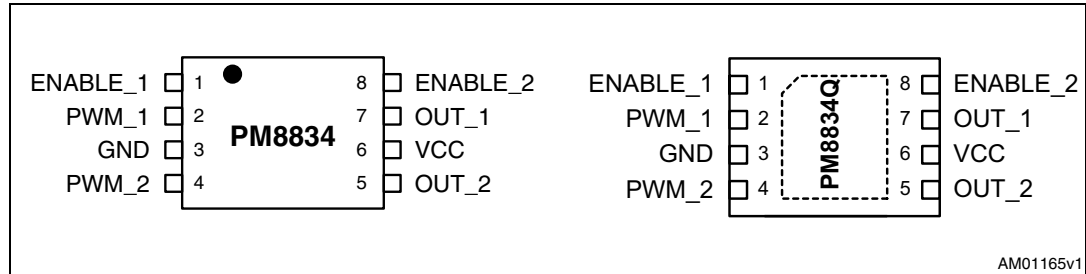 ENABLE_1 1 8 ENABLE_2
PWM_1 2 7 OUT_1
GND 3 PM8834 6 VCC
PWM_2 4 5 OUT_2
ENABLE_1 1 8 ENABLE_2
PWM_1 2 7 OUT_1
GND 3 PM8834Q 6 VCC
PWM_2 4 5 OUT_2
AM01165v1